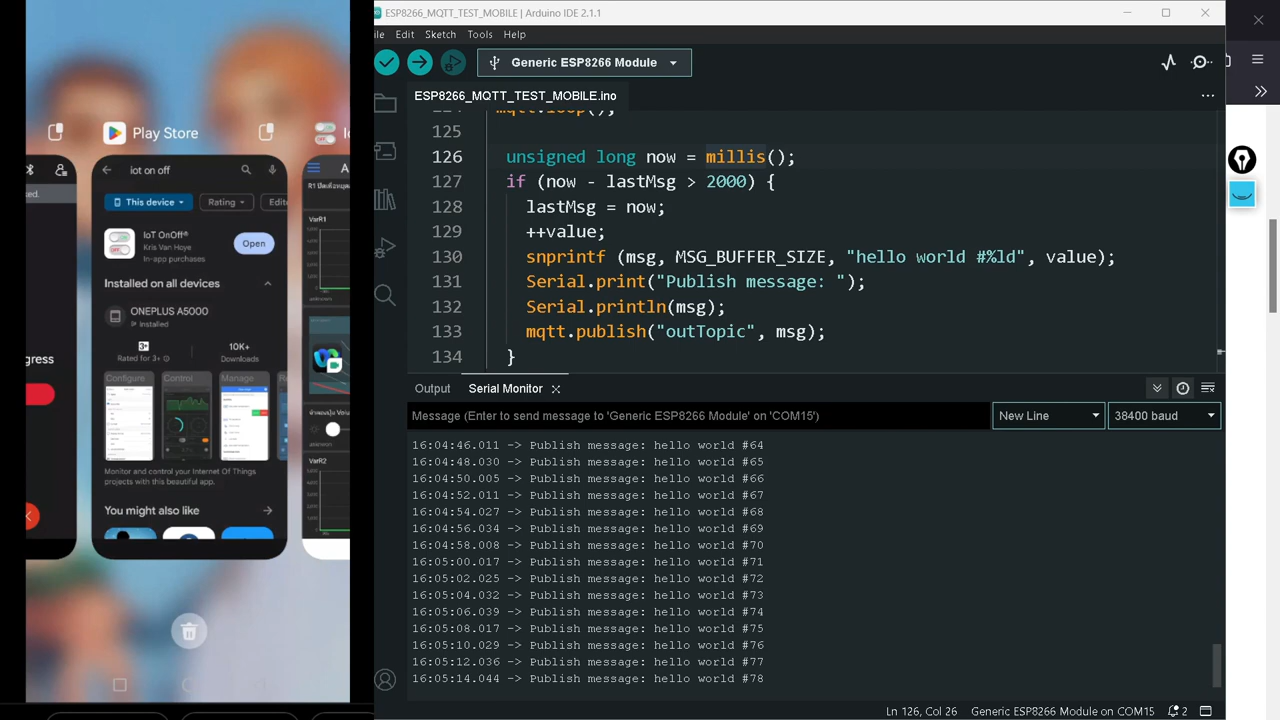 Play Store
Io
sed.
gress
iot on off
This device
Rating
Edit
IoT OnOff®
Kris Van Hoye
In-app purchases
Open
Installed on all devices
ONEPLUS A5000
Installed
3+
Rated for 3+
10K+
Downloads
Configure
Control
Manage
Monitor and control your Internet Of Things
projects with this beautiful app.
You might also like
A
VarR1
VarR2
ESP8266_MQTT_TEST_MOBILE | Arduino IDE 2.1.1
ile Edit Sketch Tools Help
Generic ESP8266 Module
ESP8266_MQTT_TEST_MOBILE.ino
124 mqtt.loop();
125
126 unsigned long now = millis();
127 if (now - lastMsg > 2000) {
128 lastMsg = now;
129 ++value;
130 snprintf (msg, MSG_BUFFER_SIZE, "hello world #%ld", value);
131 Serial.print("Publish message: ");
132 Serial.println(msg);
133 mqtt.publish("outTopic", msg);
134 }
Output Serial Monitor
Message (Enter to send message to 'Generic ESP8266 Module' on 'COM15')
New Line
38400 baud
16:04:46.011 -> Publish message: hello world #64
-> Publish message: hello world #65
16:04:50.005 -> Publish message: hello world #66
16:04:52.011 -> Publish message: hello world #67
16:04:54.027 -> Publish message: hello world #68
16:04:56.034 -> Publish message: hello world #69
16:04:58.008 -> Publish message: hello world #70
16:05:00.017 -> Publish message: hello world #71
16:05:02.025 -> Publish message: hello world #72
16:05:04.032 -> Publish message: hello world #73
16:05:06.039 -> Publish message: hello world #74
16:05:08.017 -> Publish message: hello world #75
16:05:10.029 -> Publish message: hello world #76
16:05:12.036 -> Publish message: hello world #77
16:05:14.044 -> Publish message: hello world #78
Ln 126, Col 26 Generic ESP8266 Module on COM15 2